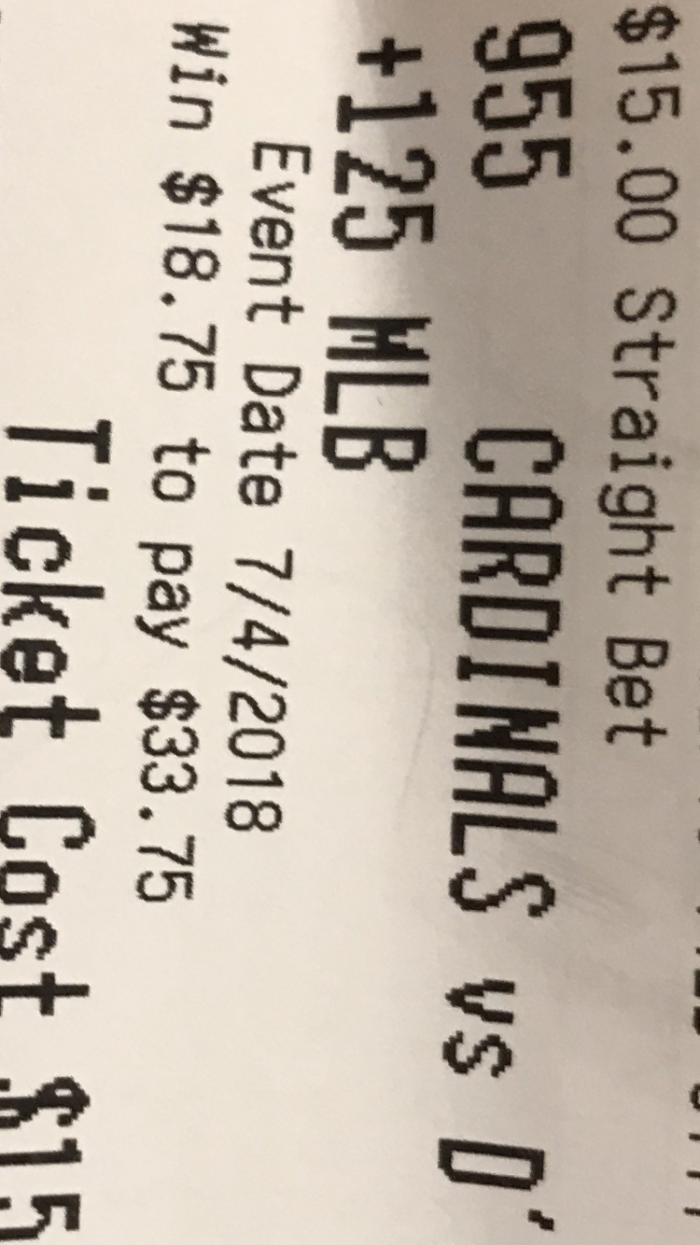 $15.00 Straight Bet
955 CARDINALS vs D'
+125 MLB
Event Date 7/4/2018
Win $18.75 to pay $33.75
Ticket Cost $15